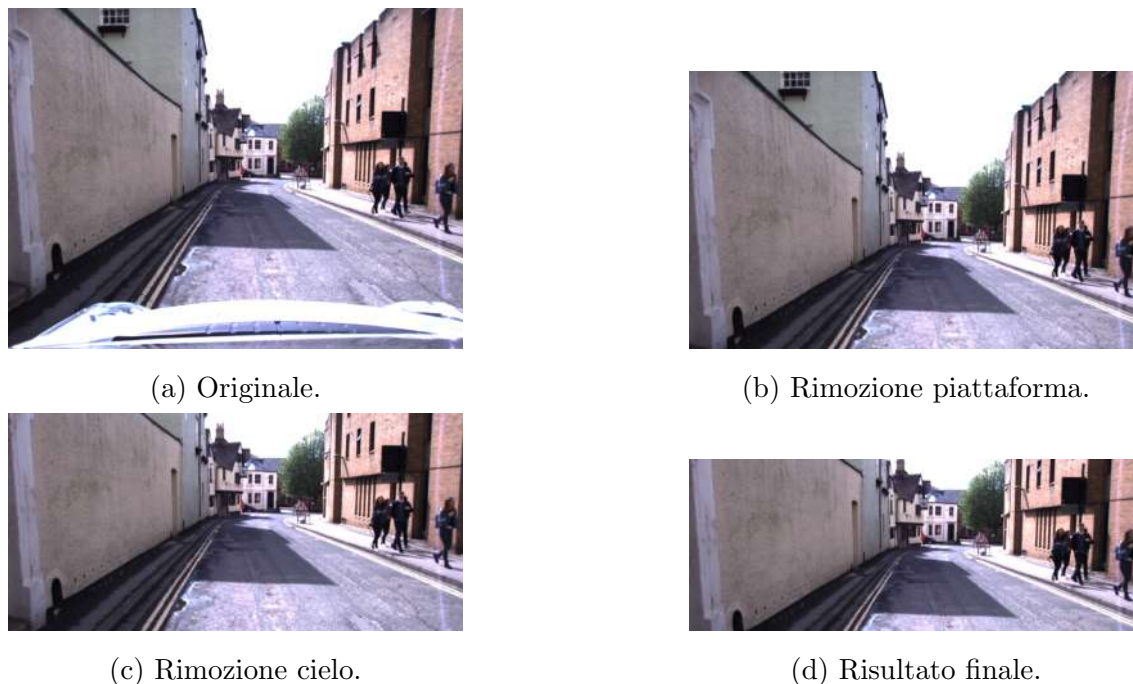 (a) Originale.
(b) Rimozione piattaforma.
(c) Rimozione cielo.
(d) Risultato finale.